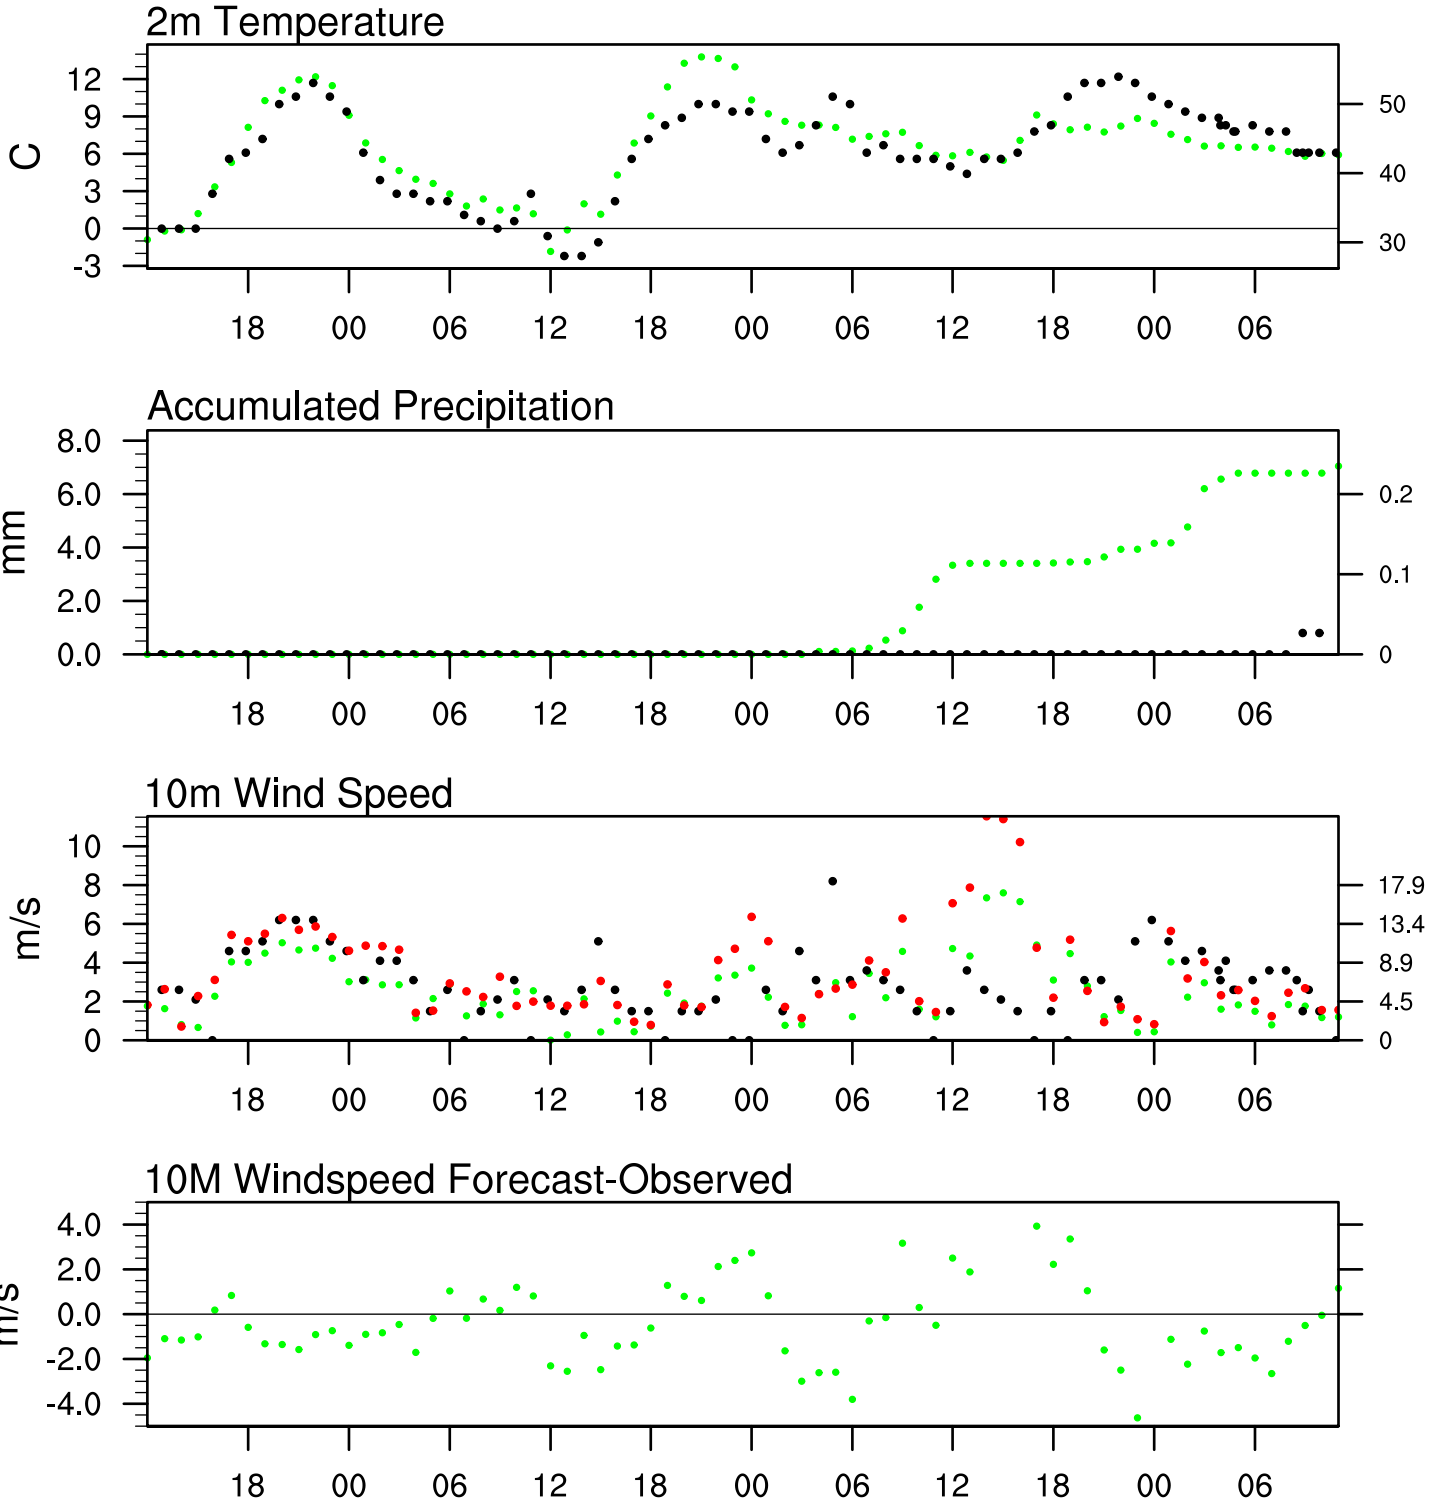 2m Temperature
12
9
6
3
0
-3
C
50
40
30
18 00 06 12 18 00 06 12 18 00 06
Accumulated Precipitation
8.0
6.0
4.0
2.0
0.0
mm
0.2
0.1
0
18 00 06 12 18 00 06 12 18 00 06
10m Wind Speed
10
8
6
4
2
0
m/s
17.9
13.4
8.9
4.5
0
18 00 06 12 18 00 06 12 18 00 06
10M Windspeed Forecast-Observed
4.0
2.0
0.0
-2.0
-4.0
m/s
18 00 06 12 18 00 06 12 18 00 06